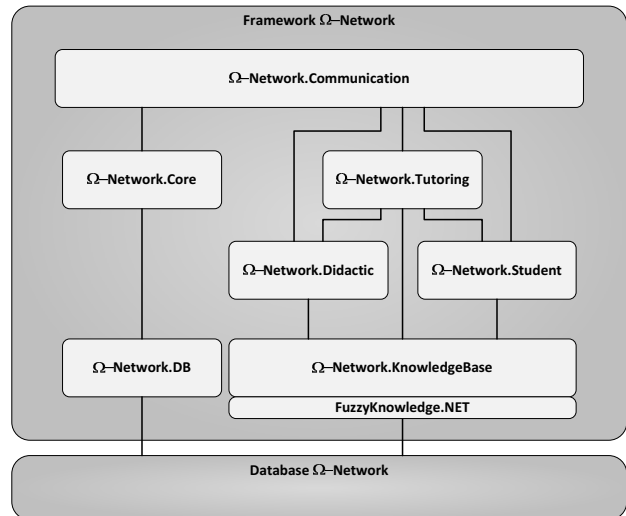 Framework Ω–Network
Ω–Network.Communication
Ω–Network.Core
Ω–Network.Tutoring
Ω–Network.Didactic
Ω–Network.Student
Ω–Network.DB
Ω–Network.KnowledgeBase
FuzzyKnowledge.NET
Database Ω–Network